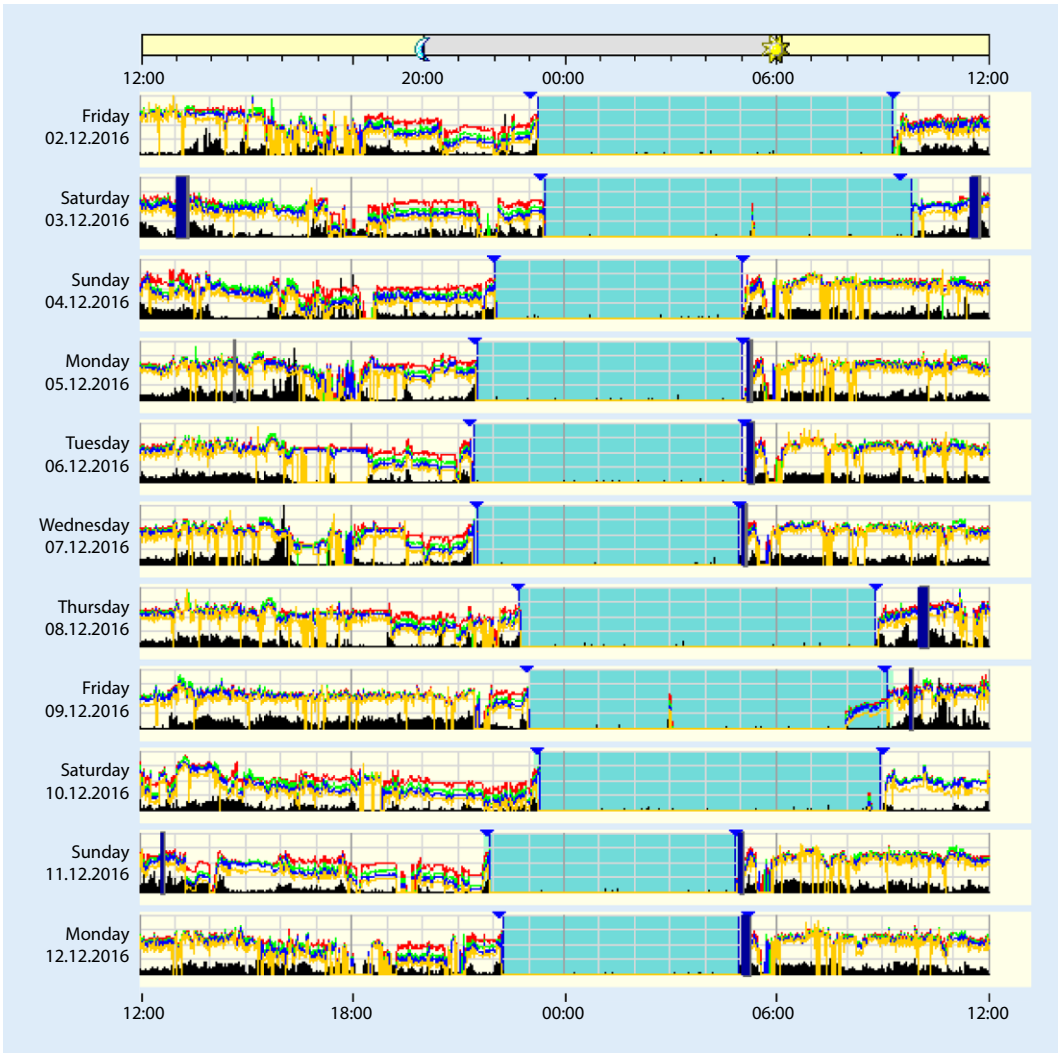 12:00 20:00 00:00 06:00 12:00
Friday
02.12.2016
Saturday
03.12.2016
Sunday
04.12.2016
Monday
05.12.2016
Tuesday
06.12.2016
Wednesday
07.12.2016
Thursday
08.12.2016
Friday
09.12.2016
Saturday
10.12.2016
Sunday
11.12.2016
Monday
12.12.2016
12:00 18:00 00:00 06:00 12:00